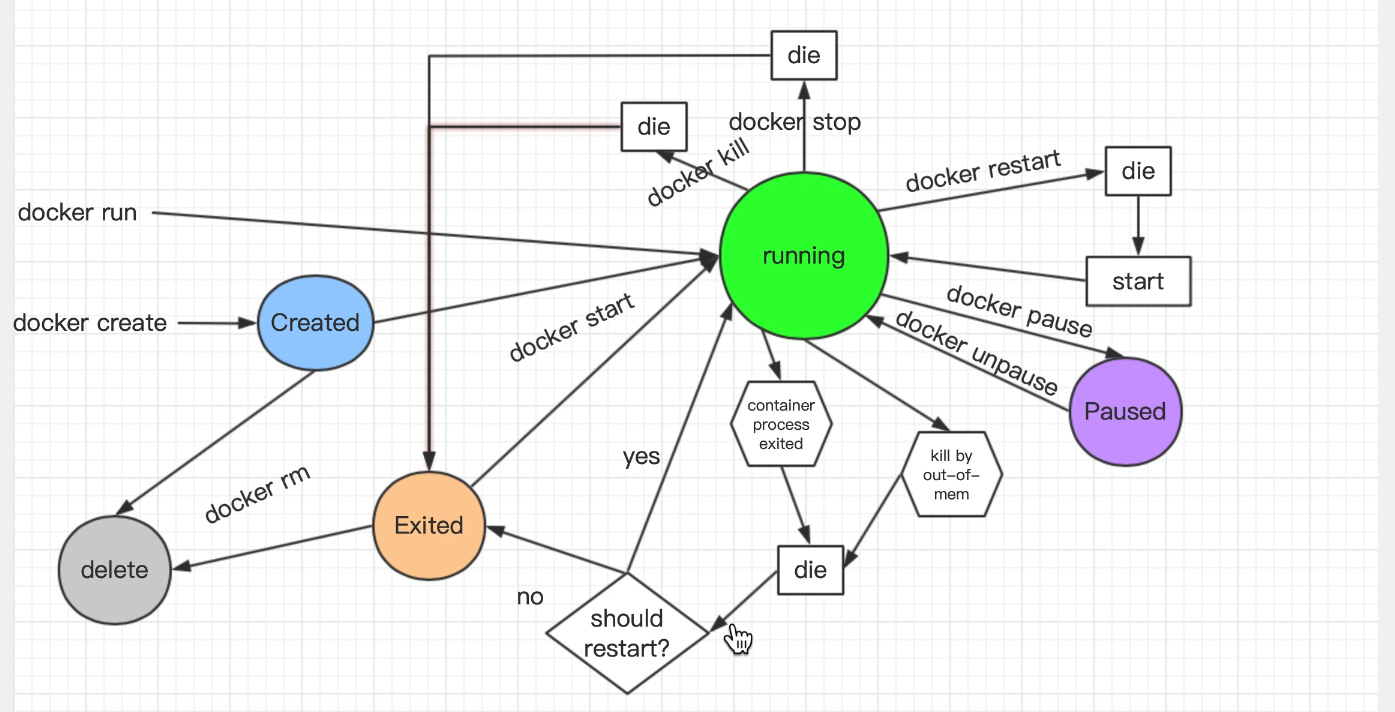 die
die
docker stop
docker kill
docker restart
die
docker run
running
start
docker create
Created
docker start
docker pause
docker unpause
Paused
container
process
exited
yes
kill by
out-of-
mem
docker rm
Exited
delete
die
no
should
restart?